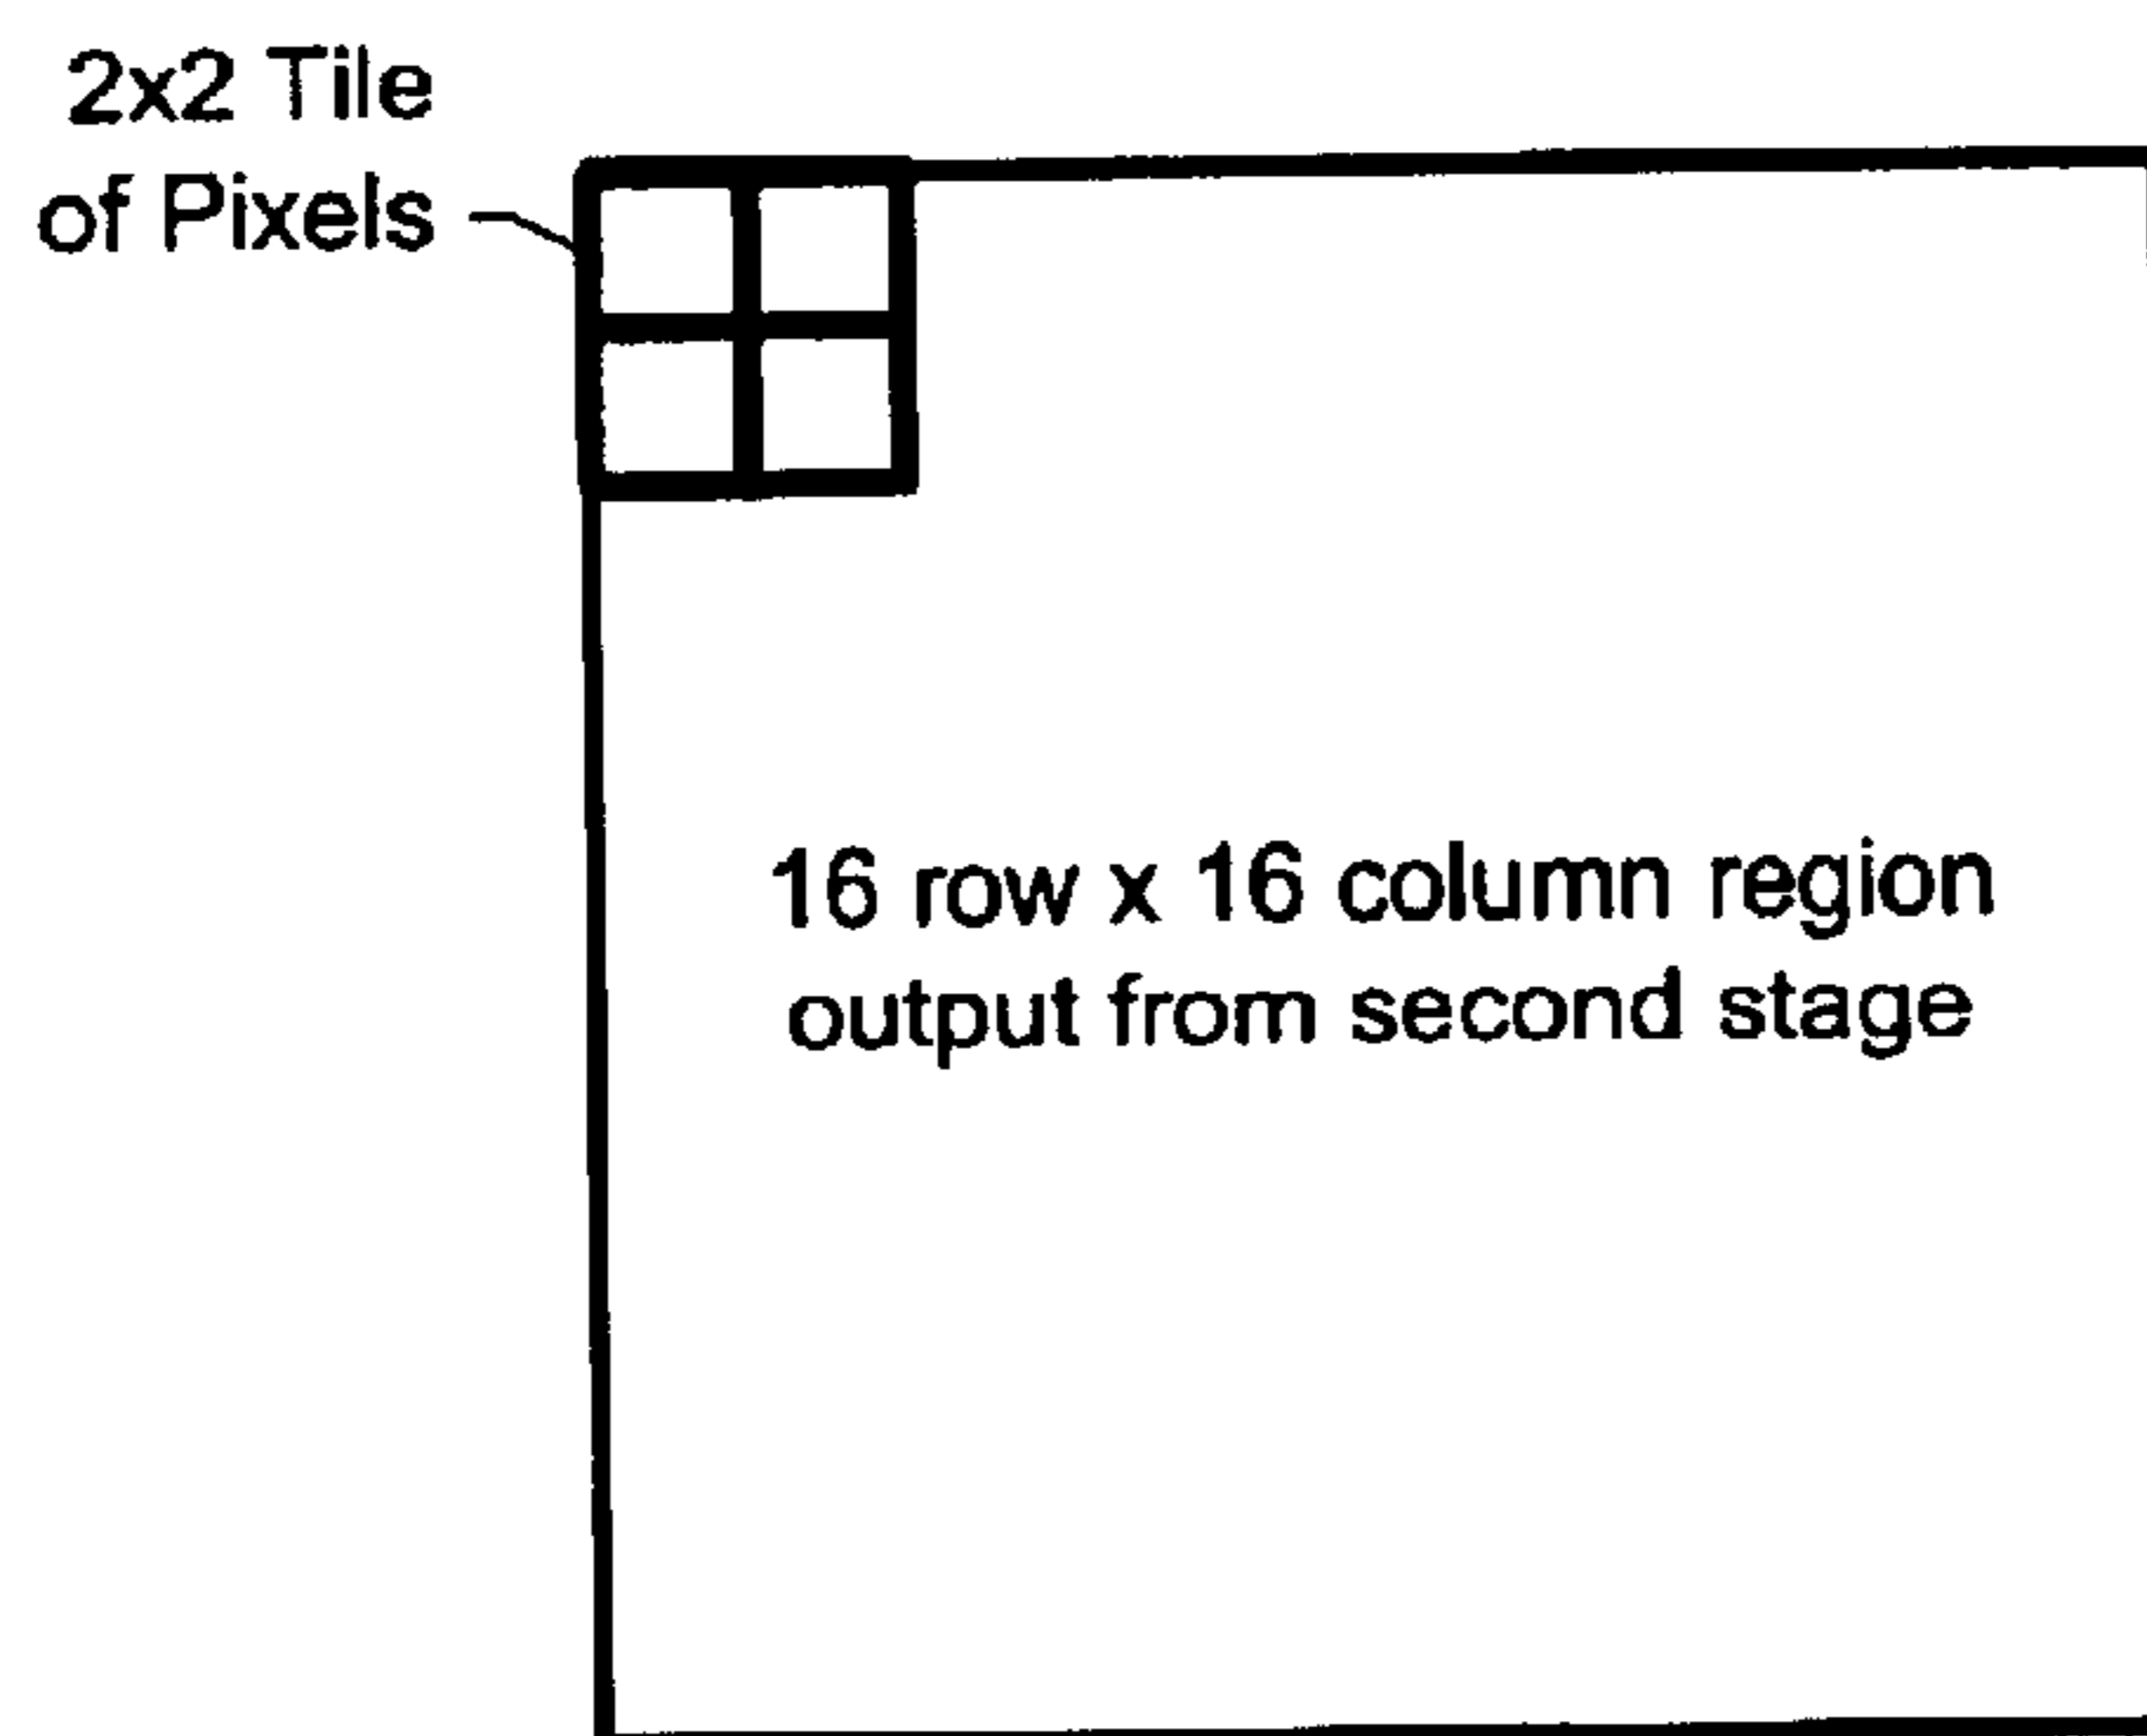 2x2 Tile
of Pixels
16 row x 16 column region
output from second stage